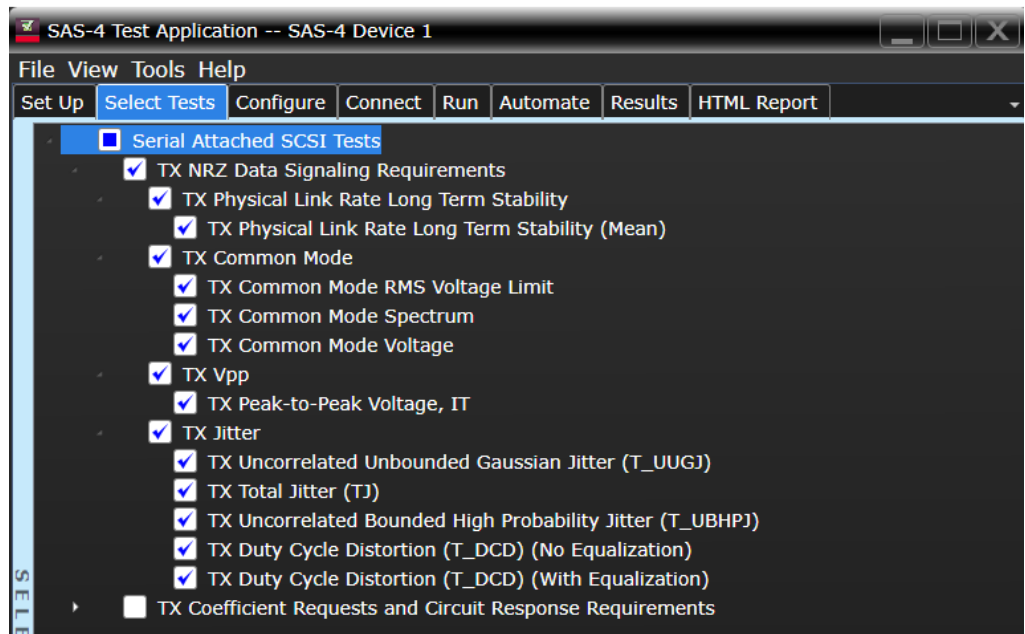 SAS-4 Test Application -- SAS-4 Device 1
File View Tools Help
Set Up Select Tests Configure Connect Run Automate Results HTML Report
Serial Attached SCSI Tests
TX NRZ Data Signaling Requirements
TX Physical Link Rate Long Term Stability
TX Physical Link Rate Long Term Stability (Mean)
TX Common Mode
TX Common Mode RMS Voltage Limit
TX Common Mode Spectrum
TX Common Mode Voltage
TX Vpp
TX Peak-to-Peak Voltage, IT
TX Jitter
TX Uncorrelated Unbounded Gaussian Jitter (T_UUGJ)
TX Total Jitter (TJ)
TX Uncorrelated Bounded High Probability Jitter (T_UBHPJ)
TX Duty Cycle Distortion (T_DCD) (No Equalization)
TX Duty Cycle Distortion (T_DCD) (With Equalization)
TX Coefficient Requests and Circuit Response Requirements